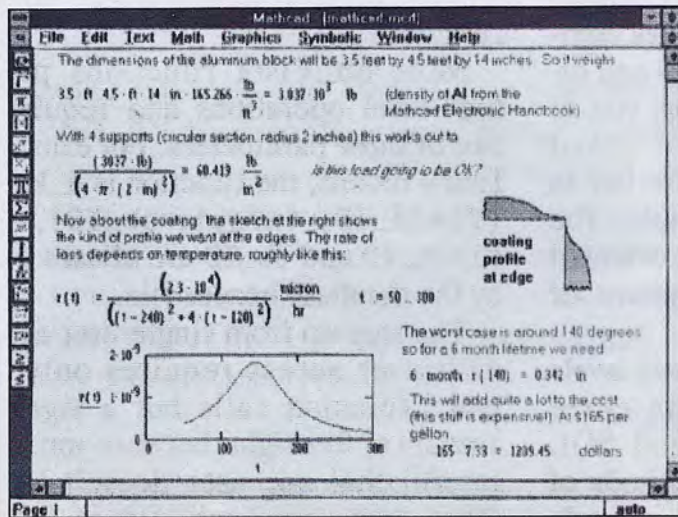 Mathcad - [mathcad.mcd]
File Edit Text Math Graphics Symbolic Window Help
The dimensions of the aluminum block will be 3.5 feet by 4.5 feet by 14 inches. So it weighs
3.5 · ft · 4.5 · ft · 14 · in · 165.266 · lb/ft³ = 3.037 · 10³ · lb
(density of Al from the
Mathcad Electronic Handbook)
With 4 supports (circular section, radius 2 inches) this works out to
(3037 · lb) / (4 · π · (2 · in)²) = 60.419 lb/in²
Is this load going to be OK?
Now about the coating: the sketch at the right shows
the kind of profile we want at the edges. The rate of
loss depends on temperature, roughly like this:
coating
profile
at edge
r(t) = (2.3 · 10⁴) / ((t − 240)² + 4 · (t − 120)²) · micron/hr
t = 50 .. 300
The worst case is around 140 degrees
so for a 6 month lifetime we need
6 · month · r(140) = 0.342 · in
This will add quite a lot to the cost
(this stuff is expensive!) At $165 per
gallon
165 · 7.33 = 1209.45 dollars
r(t)
0
0 100 200 300
t
Page 1
auto